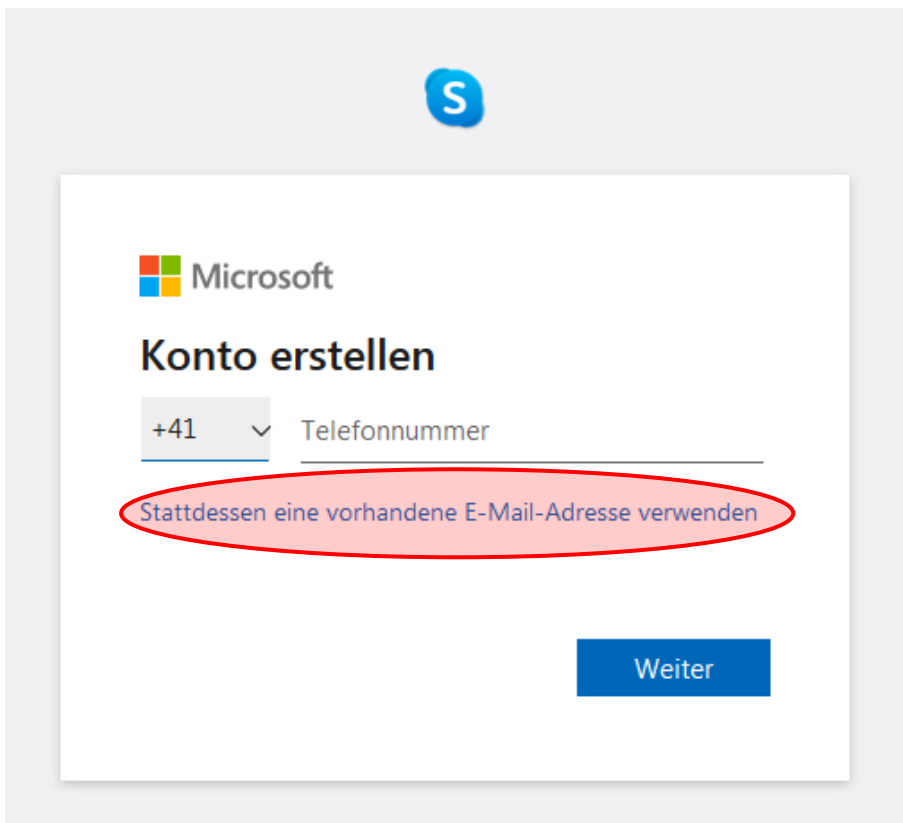 S
Microsoft
Konto erstellen
+41 Telefonnummer
Stattdessen eine vorhandene E-Mail-Adresse verwenden
Weiter